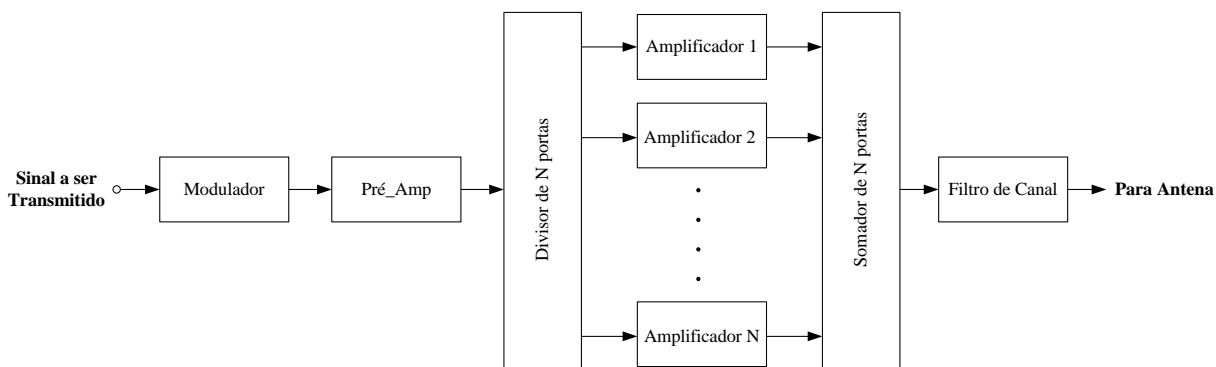 Sinal a ser
Transmitido
Modulador
Pré_Amp
Divisor de N portas
Amplificador 1
Amplificador 2
Amplificador N
Somador de N portas
Filtro de Canal
Para Antena